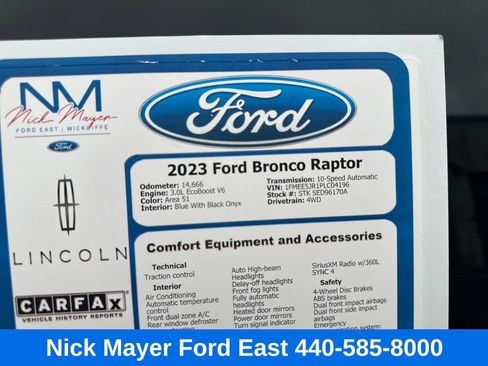 NM
Nick Mayer
FORD EAST | WICKLIFFE
Ford
Ford
2023 Ford Bronco Raptor
Odometer: 14,666
Engine: 3.0L EcoBoost V6
Color: Area 51
Interior: Blue With Black Onyx
Transmission: 10-Speed Automatic
VIN: 1FMEE5JR1PLC04196
Stock #: STK SED96170A
Drivetrain: 4WD
LINCOLN
CARFAX
VEHICLE HISTORY REPORTS
Comfort Equipment and Accessories
Technical
Traction control
Interior
Air Conditioning
Automatic temperature
control
Front dual zone A/C
Rear window defroster
Auto High-beam
Headlights
Delay-off headlights
Front fog lights
Fully automatic
headlights
Heated door mirrors
Power door mirrors
Turn signal indicator
SiriusXM Radio w/360L
SYNC 4
Safety
4-Wheel Disc Brakes
ABS brakes
Dual front impact airbags
Dual front side impact
airbags
Emergency
Nick Mayer Ford East 440-585-8000